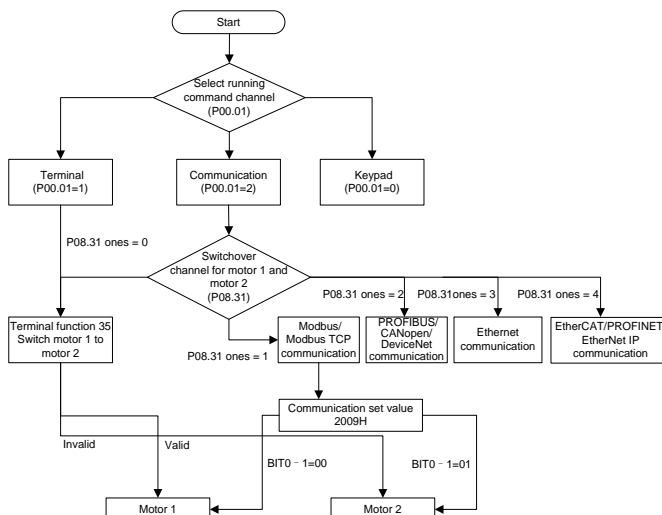 Start
Select running
command channel
(P00.01)
Terminal
(P00.01=1)
Communication
(P00.01=2)
Keypad
(P00.01=0)
P08.31 ones = 0
Switchover
channel for motor 1 and
motor 2
(P08.31)
P08.31 ones = 2
P08.31ones = 3
P08.31 ones = 4
Terminal function 35
Switch motor 1 to
motor 2
P08.31 ones = 1
Modbus/
Modbus TCP
communication
PROFIBUS/
CANopen/
DeviceNet
communication
Ethernet
communication
EtherCAT/PROFINET
EtherNet IP
communication
Communication set value
2009H
Invalid
Valid
BIT0﹣1=00
BIT0﹣1=01
Motor 1
Motor 2